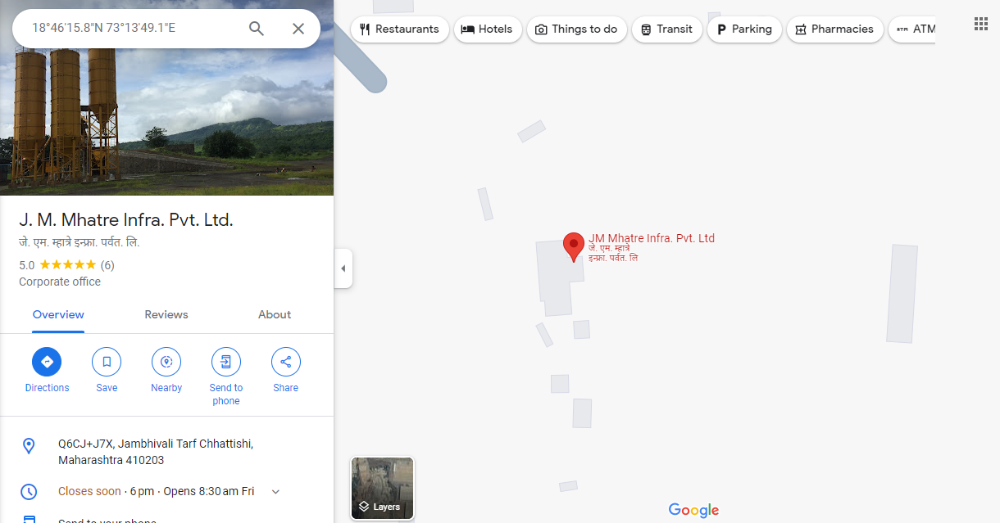 18°46'15.8"N 73°13'49.1"E
Restaurants
Hotels
Things to do
Transit
Parking
Pharmacies
ATM
J. M. Mhatre Infra. Pvt. Ltd.
जे. एम. म्हात्रे इन्फ्रा. पर्वत. लि.
5.0 ★★★★★ (6)
Corporate office
Overview
Reviews
About
Directions
Save
Nearby
Send to
phone
Share
Q6CJ+J7X, Jambhivali Tarf Chhattishi,
Maharashtra 410203
Closes soon · 6 pm · Opens 8:30 am Fri
Send to your phone
JM Mhatre Infra. Pvt. Ltd
जे. एम. म्हात्रे
इन्फ्रा. पर्वत. लि
Layers
Google